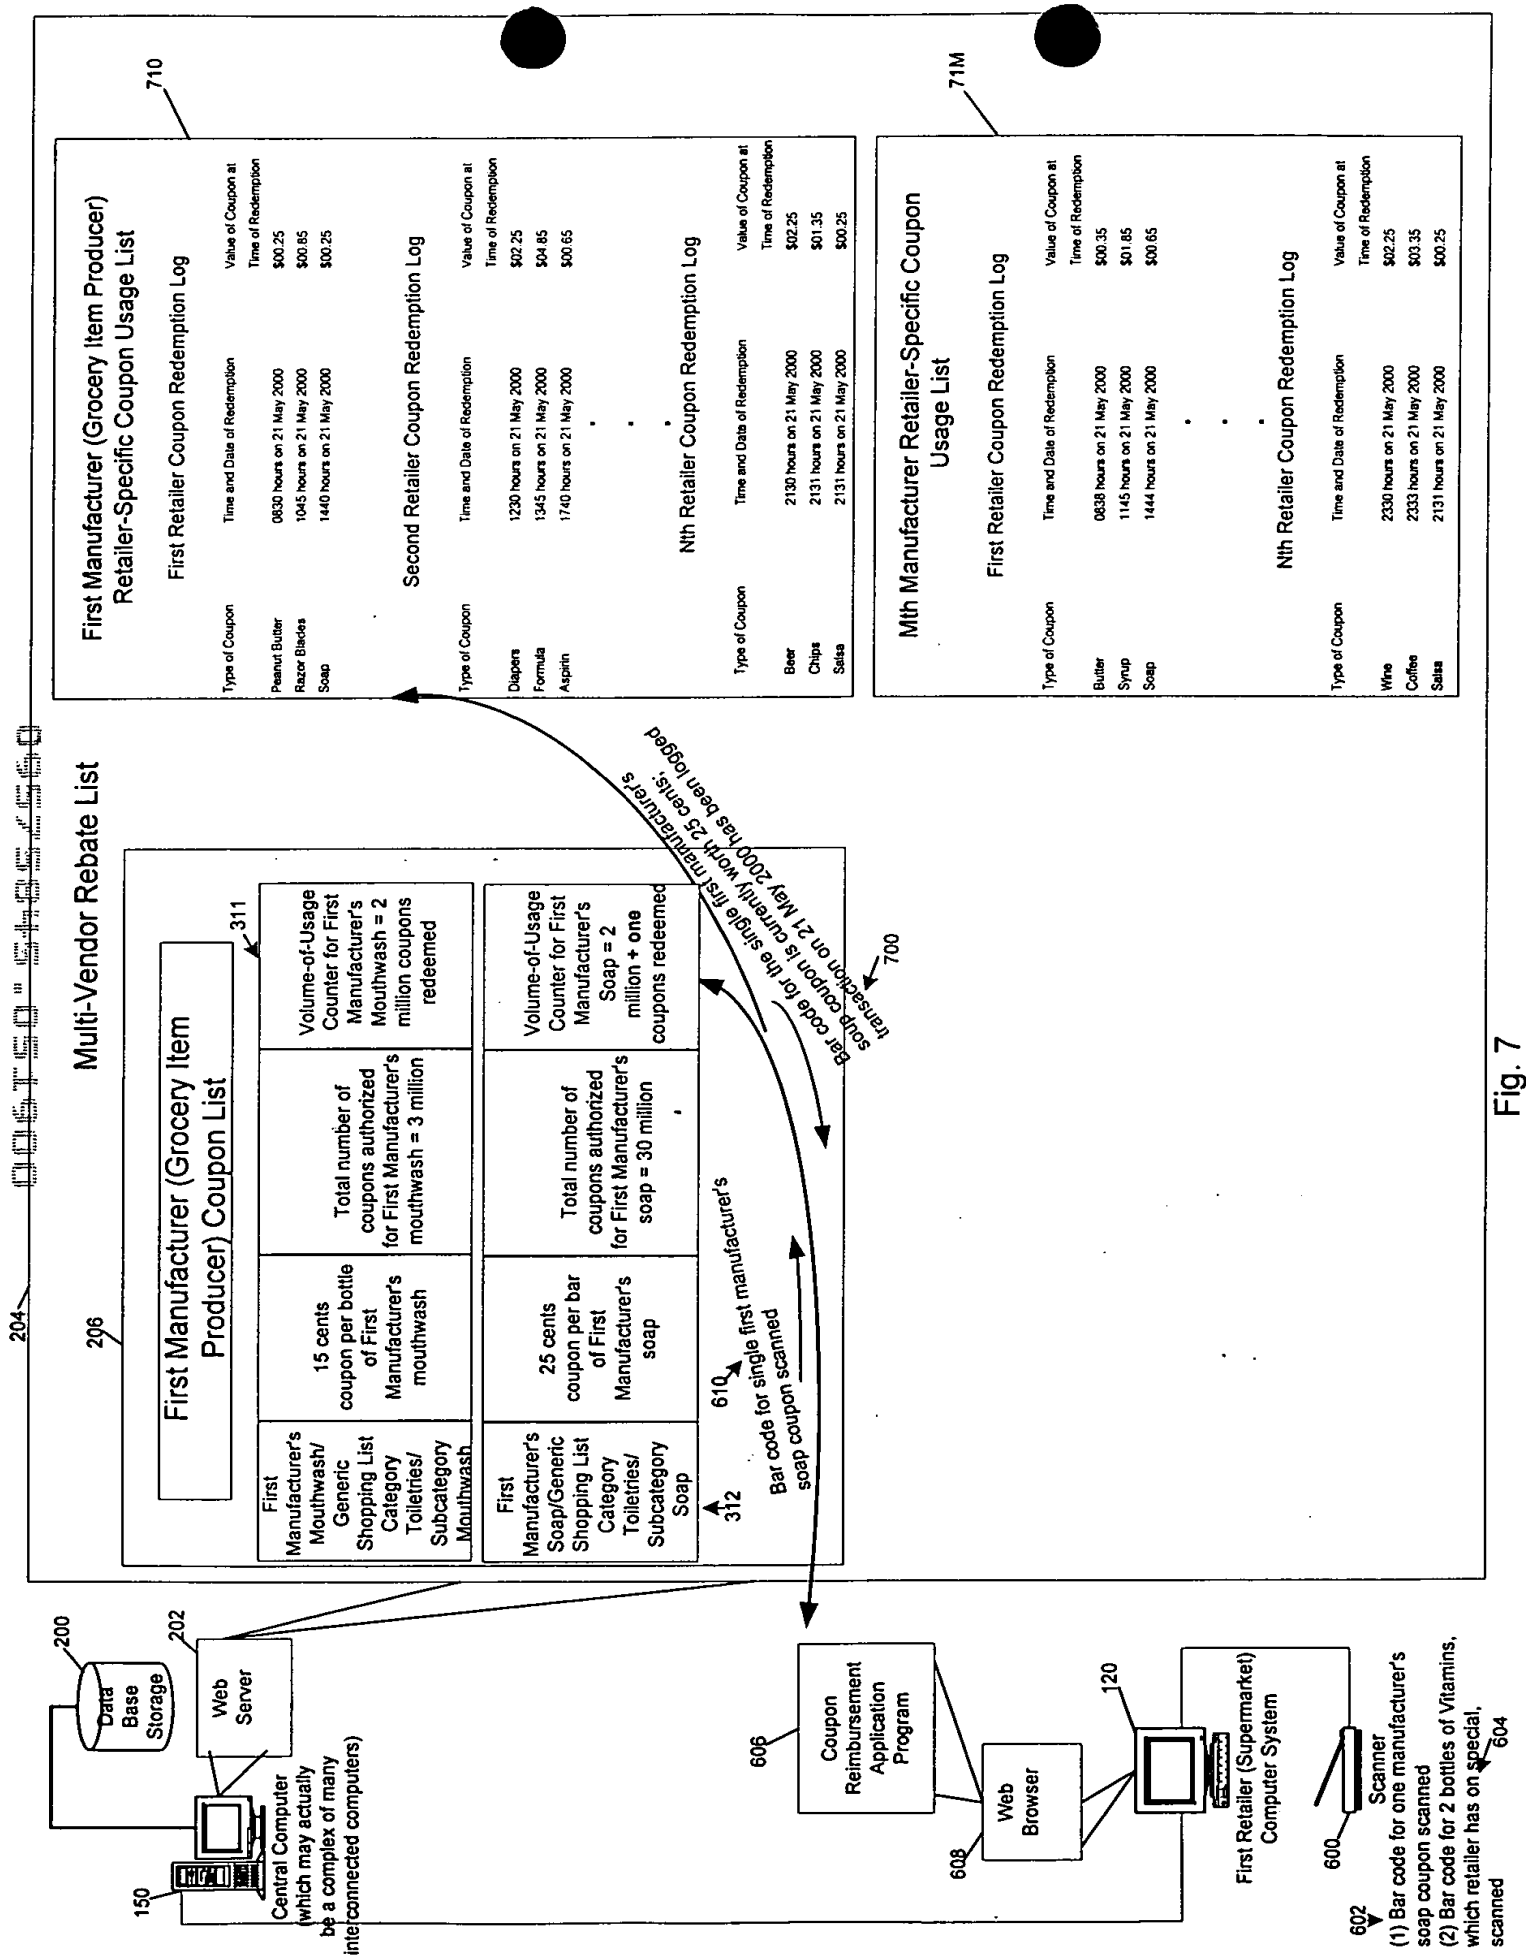 204
Multi-Vendor Rebate List
206
First Manufacturer (Grocery Item
Producer) Coupon List
311
First
Manufacturer's
Mouthwash/
Generic
Shopping List
Category
Toiletries/
Subcategory
Mouthwash
15 cents
coupon per bottle
of First
Manufacturer's
mouthwash
Total number of
coupons authorized
for First Manufacturer's
mouthwash = 3 million
Volume-of-Usage
Counter for First
Manufacturer's
Mouthwash = 2
million coupons
redeemed
First
Manufacturer's
Soap/Generic
Shopping List
Category
Toiletries/
Subcategory
Soap
25 cents
coupon per bar
of First
Manufacturer's
soap
Total number of
coupons authorized
for First Manufacturer's
soap = 30 million
Volume-of-Usage
Counter for First
Manufacturer's
Soap = 2
million + one
coupons redeemed
312
610
Bar code for single first manufacturer's
soap coupon scanned
Bar code for the single first manufacturer's
soup coupon is currently worth 25 cents;
transaction on 21 May 2000 has been logged
700
710
First Manufacturer (Grocery Item Producer)
Retailer-Specific Coupon Usage List
First Retailer Coupon Redemption Log
Type of Coupon
Time and Date of Redemption
Value of Coupon at
Time of Redemption
Peanut Butter 0830 hours on 21 May 2000 $00.25
Razor Blades 1045 hours on 21 May 2000 $00.85
Soap 1440 hours on 21 May 2000 $00.25
Second Retailer Coupon Redemption Log
Type of Coupon
Time and Date of Redemption
Value of Coupon at
Time of Redemption
Diapers 1230 hours on 21 May 2000 $02.25
Formula 1345 hours on 21 May 2000 $04.85
Aspirin 1740 hours on 21 May 2000 $00.65
Nth Retailer Coupon Redemption Log
Type of Coupon
Time and Date of Redemption
Value of Coupon at
Time of Redemption
Beer 2130 hours on 21 May 2000 $02.25
Chips 2131 hours on 21 May 2000 $01.35
Salsa 2131 hours on 21 May 2000 $00.25
71M
Mth Manufacturer Retailer-Specific Coupon
Usage List
First Retailer Coupon Redemption Log
Type of Coupon
Time and Date of Redemption
Value of Coupon at
Time of Redemption
Butter 0838 hours on 21 May 2000 $00.35
Syrup 1145 hours on 21 May 2000 $01.85
Soap 1444 hours on 21 May 2000 $00.65
Nth Retailer Coupon Redemption Log
Type of Coupon
Time and Date of Redemption
Value of Coupon at
Time of Redemption
Wine 2330 hours on 21 May 2000 $02.25
Coffee 2333 hours on 21 May 2000 $03.35
Salsa 2131 hours on 21 May 2000 $00.25
200
Data
Base
Storage
202
Web
Server
150
Central Computer
(which may actually
be a complex of many
interconnected computers)
606
Coupon
Reimbursement
Application
Program
608
Web
Browser
120
First Retailer (Supermarket)
Computer System
600
Scanner
602
(1) Bar code for one manufacturer's
soap coupon scanned
(2) Bar code for 2 bottles of Vitamins,
which retailer has on special,
scanned
604
Fig. 7